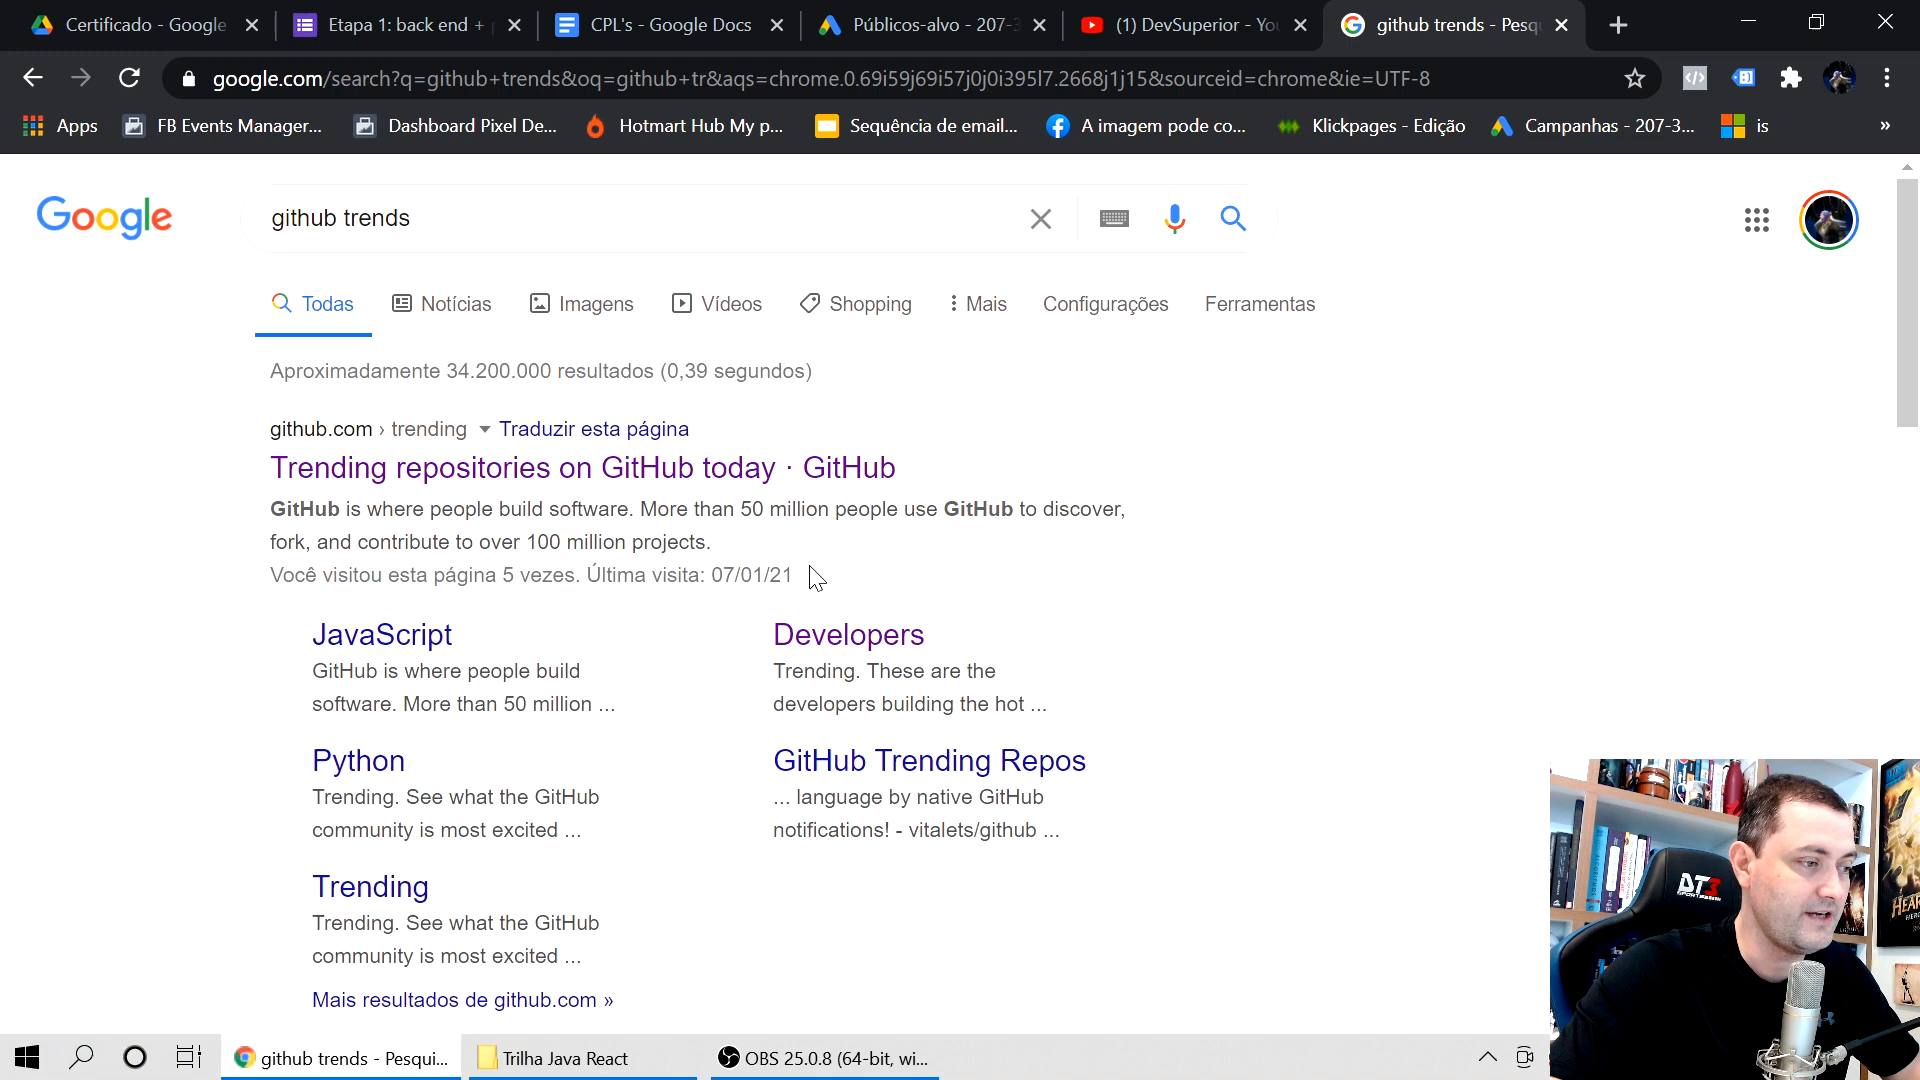 Certificado - Google
Etapa 1: back end +
CPL's - Google Docs
Públicos-alvo - 207-3
(1) DevSuperior - You
github trends - Pesqu
google.com/search?q=github+trends&oq=github+tr&aqs=chrome.0.69i59j69i57j0j0i395l7.2668j1j15&sourceid=chrome&ie=UTF-8
Apps
FB Events Manager...
Dashboard Pixel De...
Hotmart Hub My p...
Sequência de email...
A imagem pode co...
Klickpages - Edição
Campanhas - 207-3...
is
»
Google
github trends
Todas
Notícias
Imagens
Vídeos
Shopping
Mais
Configurações
Ferramentas
Aproximadamente 34.200.000 resultados (0,39 segundos)
github.com › trending ▾ Traduzir esta página
Trending repositories on GitHub today · GitHub
GitHub is where people build software. More than 50 million people use GitHub to discover,
fork, and contribute to over 100 million projects.
Você visitou esta página 5 vezes. Última visita: 07/01/21
JavaScript
GitHub is where people build
software. More than 50 million ...
Developers
Trending. These are the
developers building the hot ...
Python
Trending. See what the GitHub
community is most excited ...
GitHub Trending Repos
... language by native GitHub
notifications! - vitalets/github ...
Trending
Trending. See what the GitHub
community is most excited ...
Mais resultados de github.com »
DT3
github trends - Pesqui...
Trilha Java React
OBS 25.0.8 (64-bit, wi...